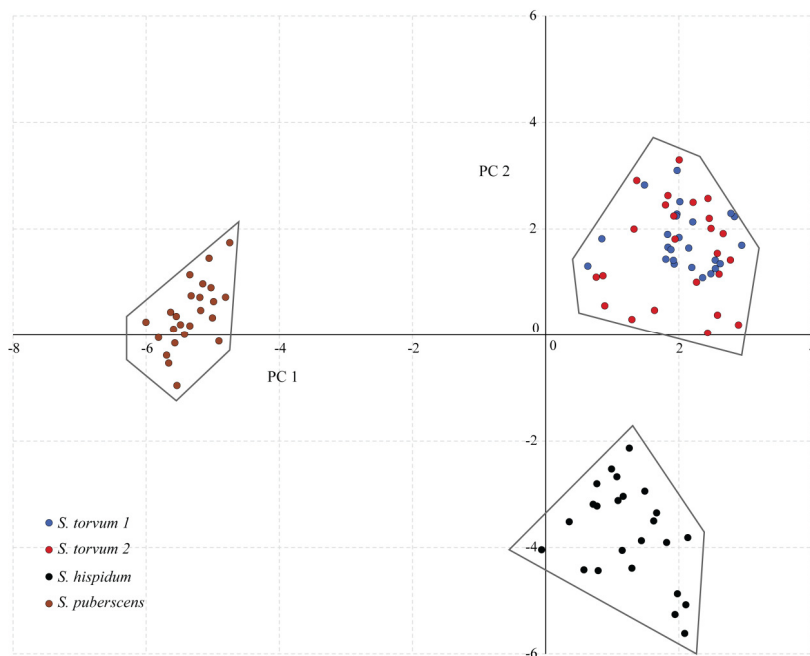 6
4
PC 2
2
0
-8
-6
-4
-2
0
2
PC 1
-2
-4
-6
S. torvum 1
S. torvum 2
S. hispidum
S. puberscens